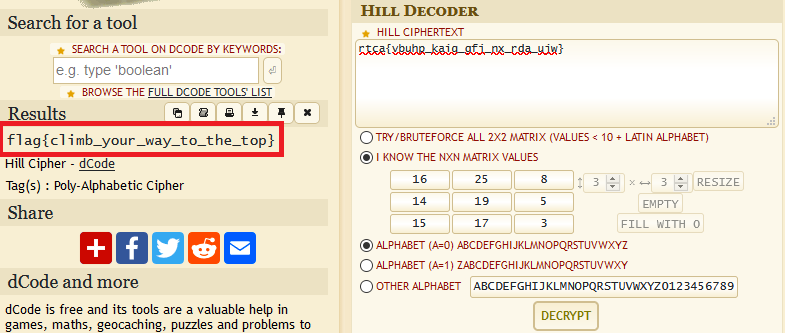 Search for a tool
SEARCH A TOOL ON DCODE BY KEYWORDS:
e.g. type 'boolean'
BROWSE THE FULL DCODE TOOLS' LIST
Results
flag{climb_your_way_to_the_top}
Hill Cipher - dCode
Tag(s) : Poly-Alphabetic Cipher
Share
dCode and more
dCode is free and its tools are a valuable help in
games, maths, geocaching, puzzles and problems to
HILL DECODER
HILL CIPHERTEXT
rtca{vbuhp_kaig_gfj_nx_rda_ujw}
TRY/BRUTEFORCE ALL 2X2 MATRIX (VALUES < 10 + LATIN ALPHABET)
I KNOW THE NXN MATRIX VALUES
16 25 8 3 x 3 RESIZE
14 19 5 EMPTY
15 17 3 FILL WITH 0
ALPHABET (A=0) ABCDEFGHIJKLMNOPQRSTUVWXYZ
ALPHABET (A=1) ZABCDEFGHIJKLMNOPQRSTUVWXY
OTHER ALPHABET ABCDEFGHIJKLMNOPQRSTUVWXYZ0123456789
DECRYPT